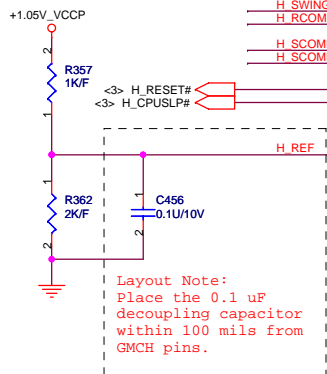 H_SWING
+1.05V_VCCP
H_RCOM
2
H_SCOM
R357
1K/F
H_SCOM
<3> H_RESET#
<3> H_CPUSLP#
1
H_REF
1
1
R362
2K/F
C456
0.1U/10V
2
2
Layout Note:
Place the 0.1 uF
decoupling capacitor
within 100 mils from
GMCH pins.